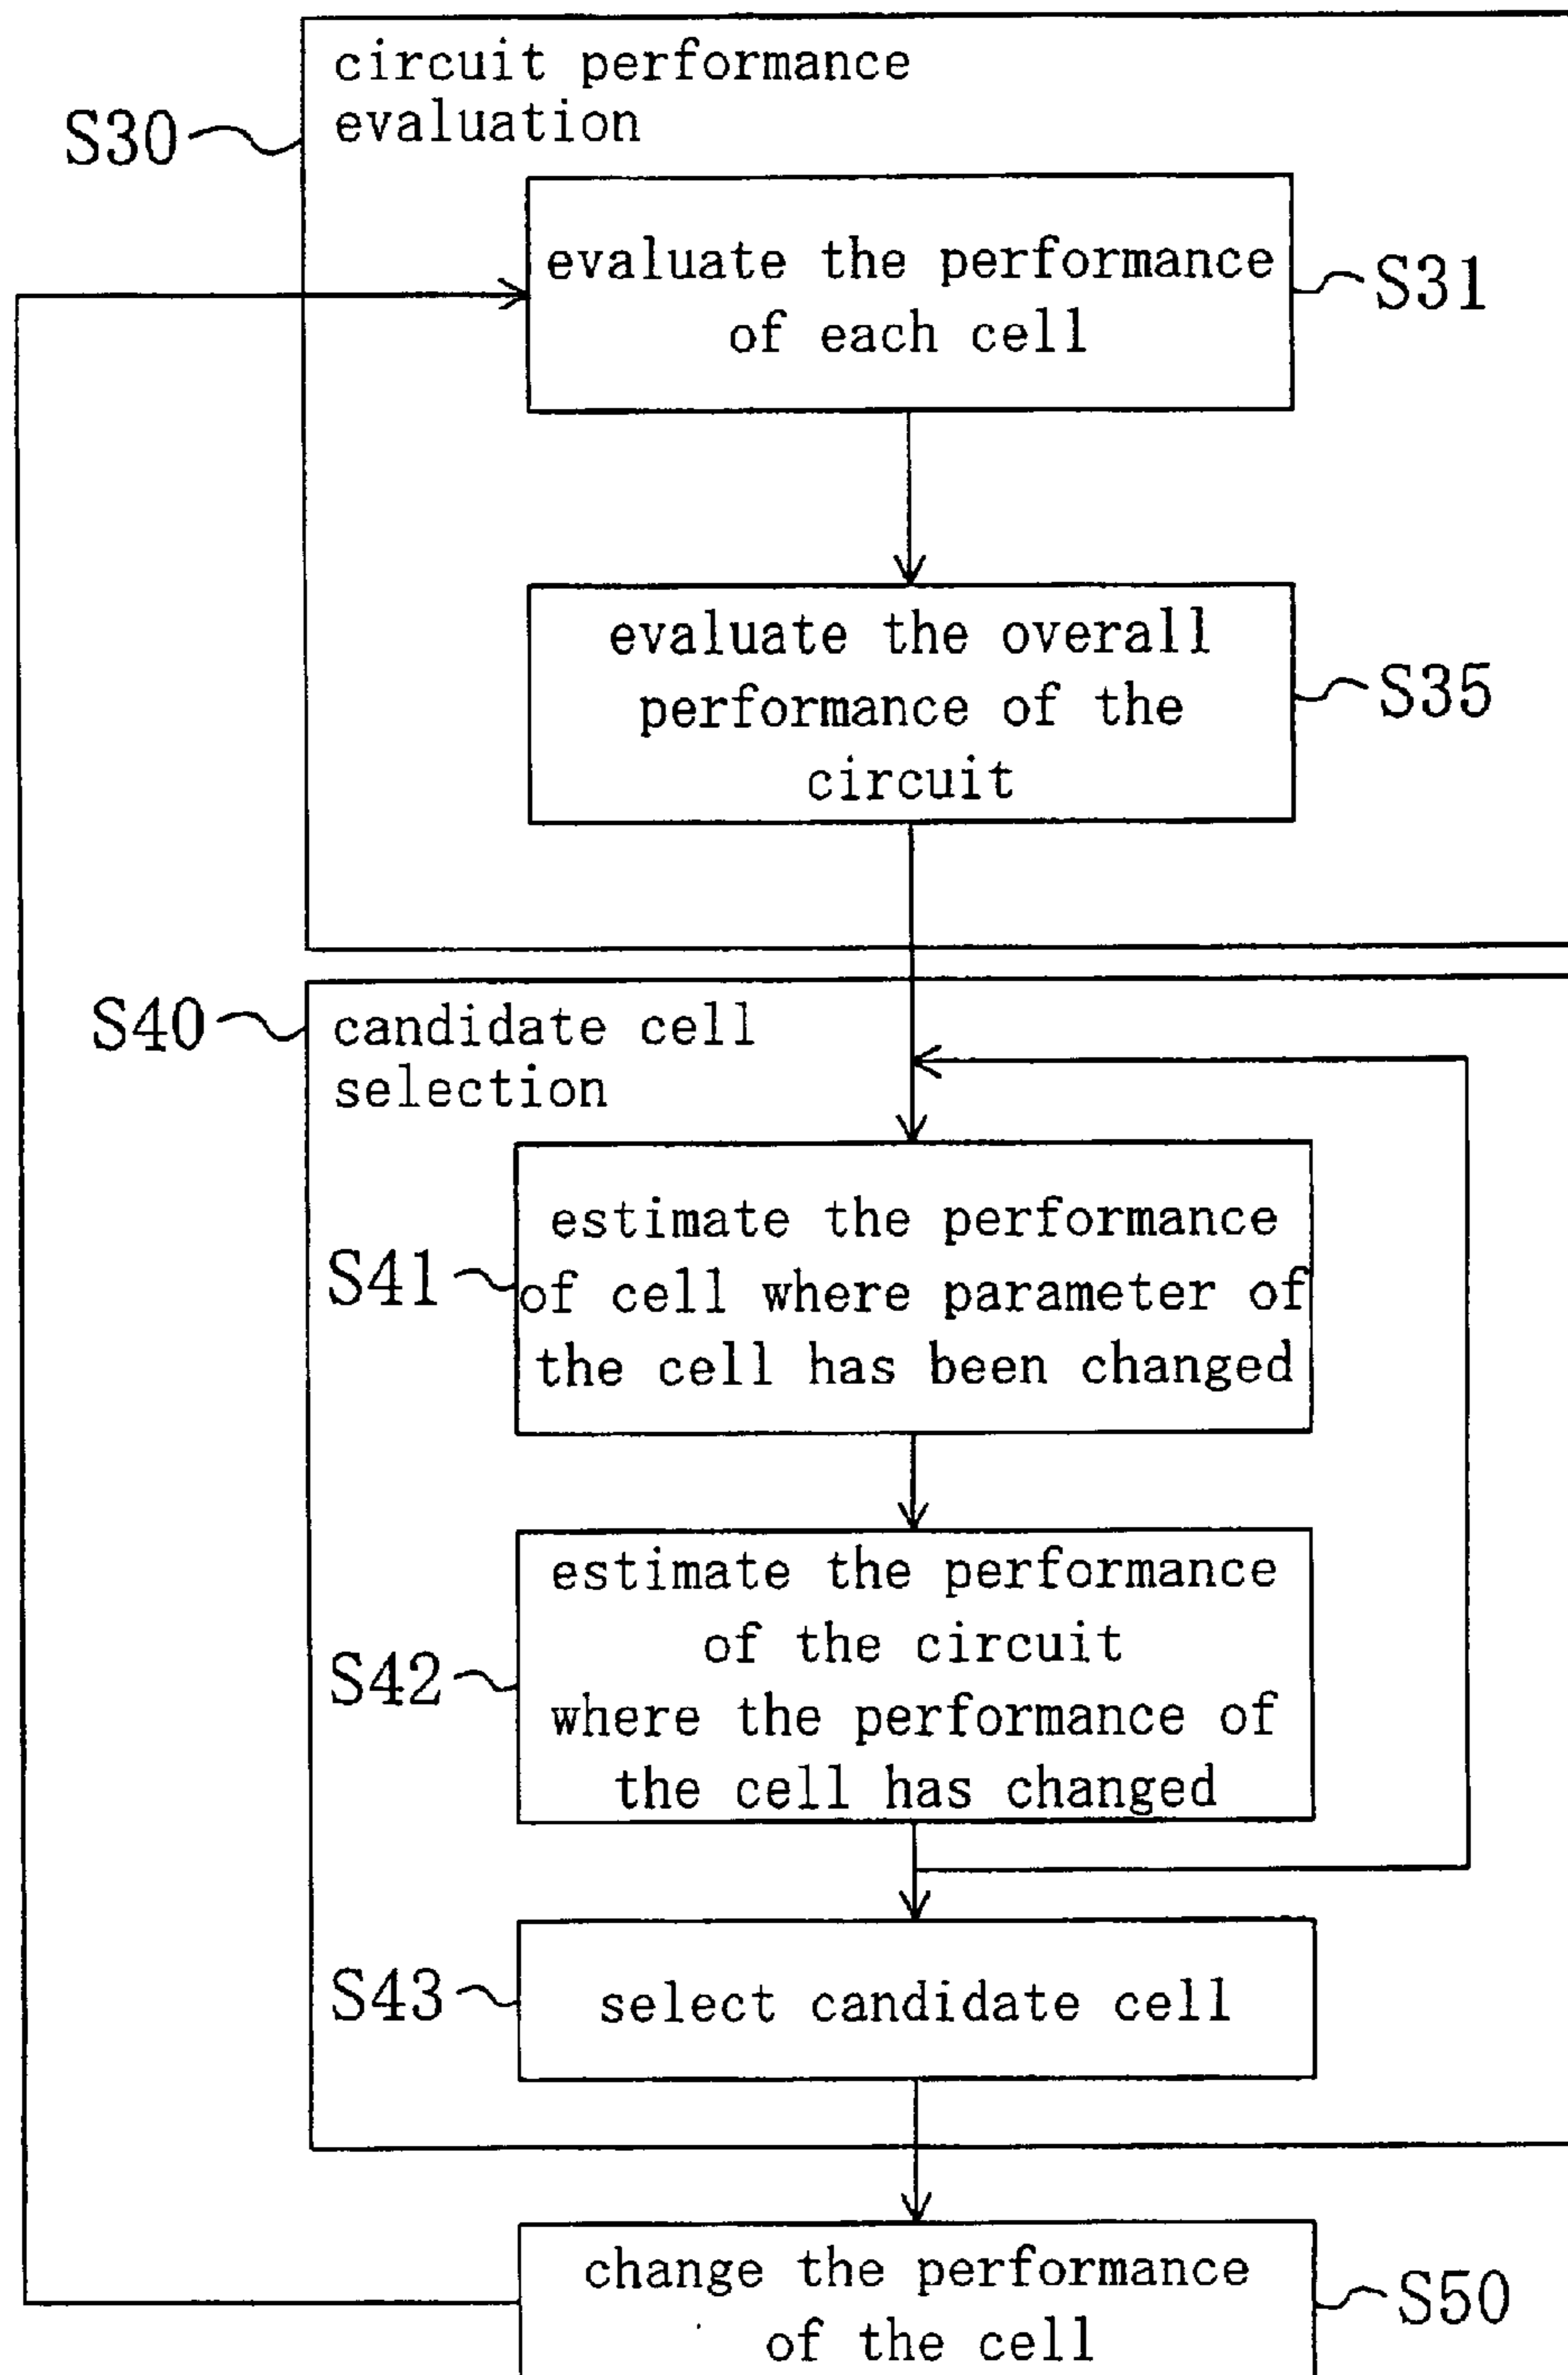 circuit performance
evaluation
S30
evaluate the performance
of each cell
S31
evaluate the overall
performance of the
circuit
S35
S40
candidate cell
selection
estimate the performance
of cell where parameter of
the cell has been changed
S41
estimate the performance
of the circuit
where the performance of
the cell has changed
S42
S43
select candidate cell
change the performance
of the cell
S50